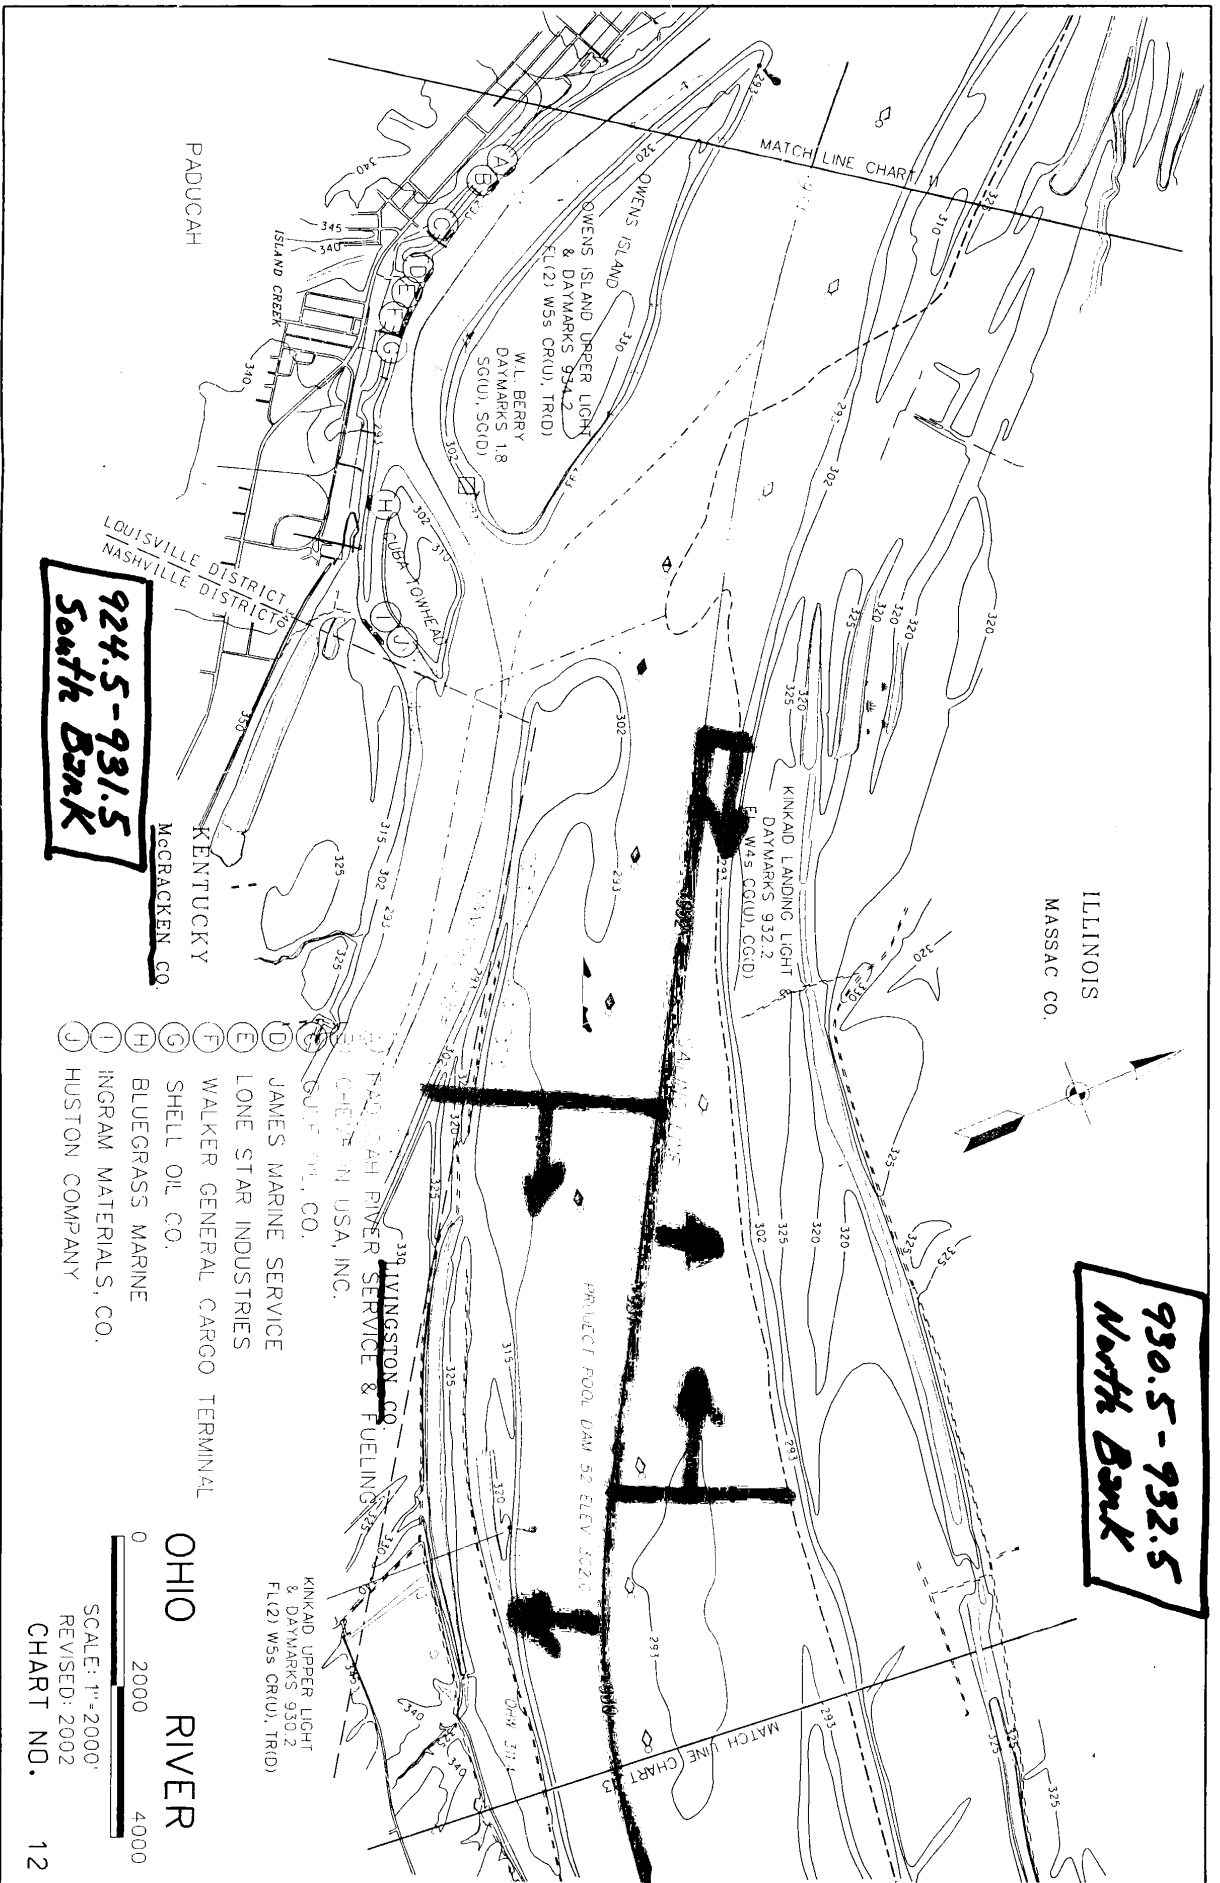 ILLINOIS
MASSAC CO.
930.5-932.5
North Bank
924.5-931.5
South Bank
MATCH LINE CHART 11
OWENS ISLAND
OWENS ISLAND UPPER LIGHT
& DAYMARKS 934.2
FL(2) W5s CR(U), TR(D)
W.L. BERRY
DAYMARKS 1.8
SG(U), SG(D)
PADUCAH
ISLAND CREEK
CUBA TOWHEAD
LOUISVILLE DISTRICT
NASHVILLE DISTRICT
KINKAID LANDING LIGHT
DAYMARKS 932.2
W4s CG(U), CG(D)
KENTUCKY
McCRACKEN CO.
LIVINGSTON CO.
PROJECT POOL DAM 52 ELEV 302.0
MATCH LINE CHART 13
KINKAID UPPER LIGHT
& DAYMARKS 930.2
FL(2) W5s CR(U), TR(D)
OHW
A
B
C
D
E
F
G
H
I
J
RIVER SERVICE & FUELING
USA, INC.
CO.
D JAMES MARINE SERVICE
E LONE STAR INDUSTRIES
F WALKER GENERAL CARGO TERMINAL
G SHELL OIL CO.
H BLUEGRASS MARINE
I INGRAM MATERIALS, CO.
J HUSTON COMPANY
OHIO RIVER
0 2000 4000
SCALE: 1"=2000'
REVISED: 2002
CHART NO. 12